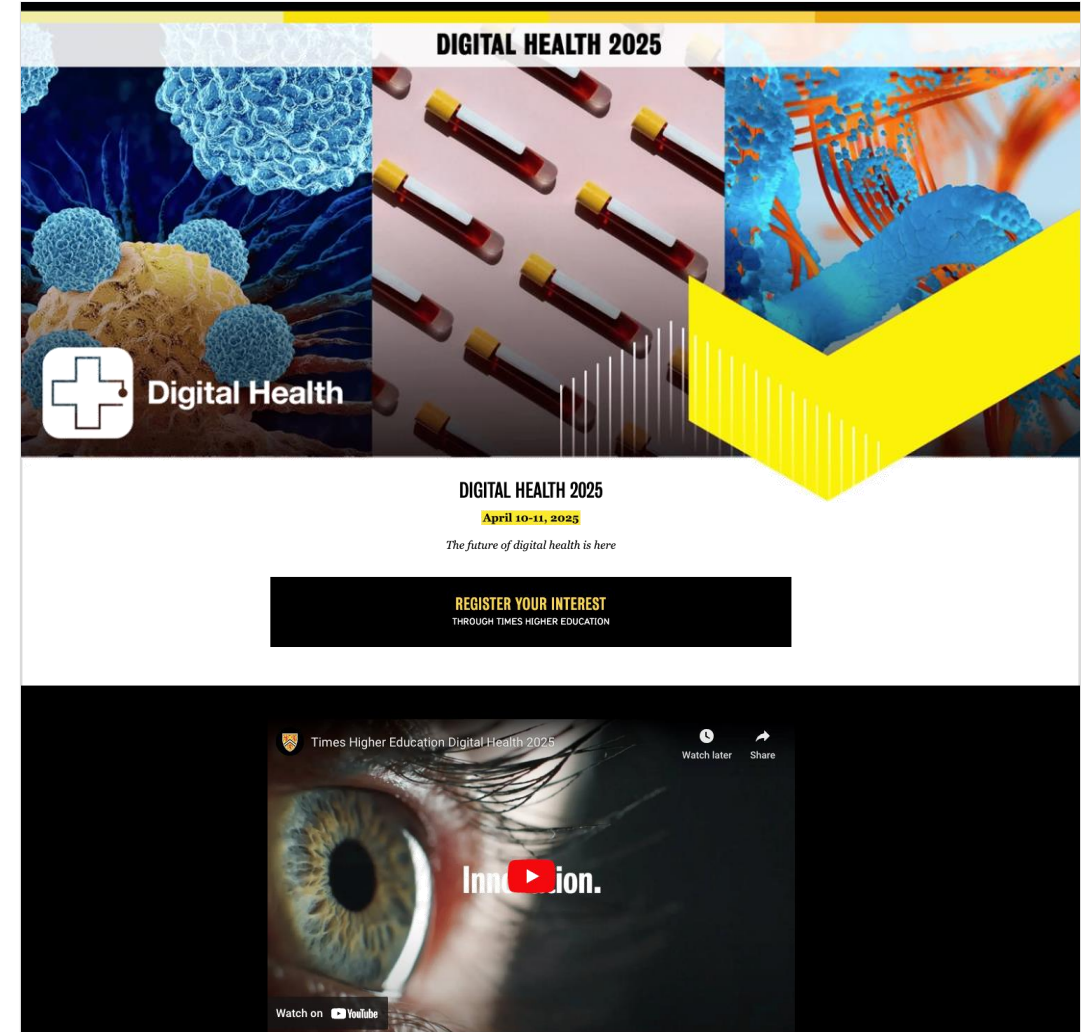 DIGITAL HEALTH 2025
Digital Health
DIGITAL HEALTH 2025
April 10-11, 2025
The future of digital health is here
REGISTER YOUR INTEREST
THROUGH TIMES HIGHER EDUCATION
Times Higher Education Digital Health 2025
Watch later
Share
Watch on YouTube